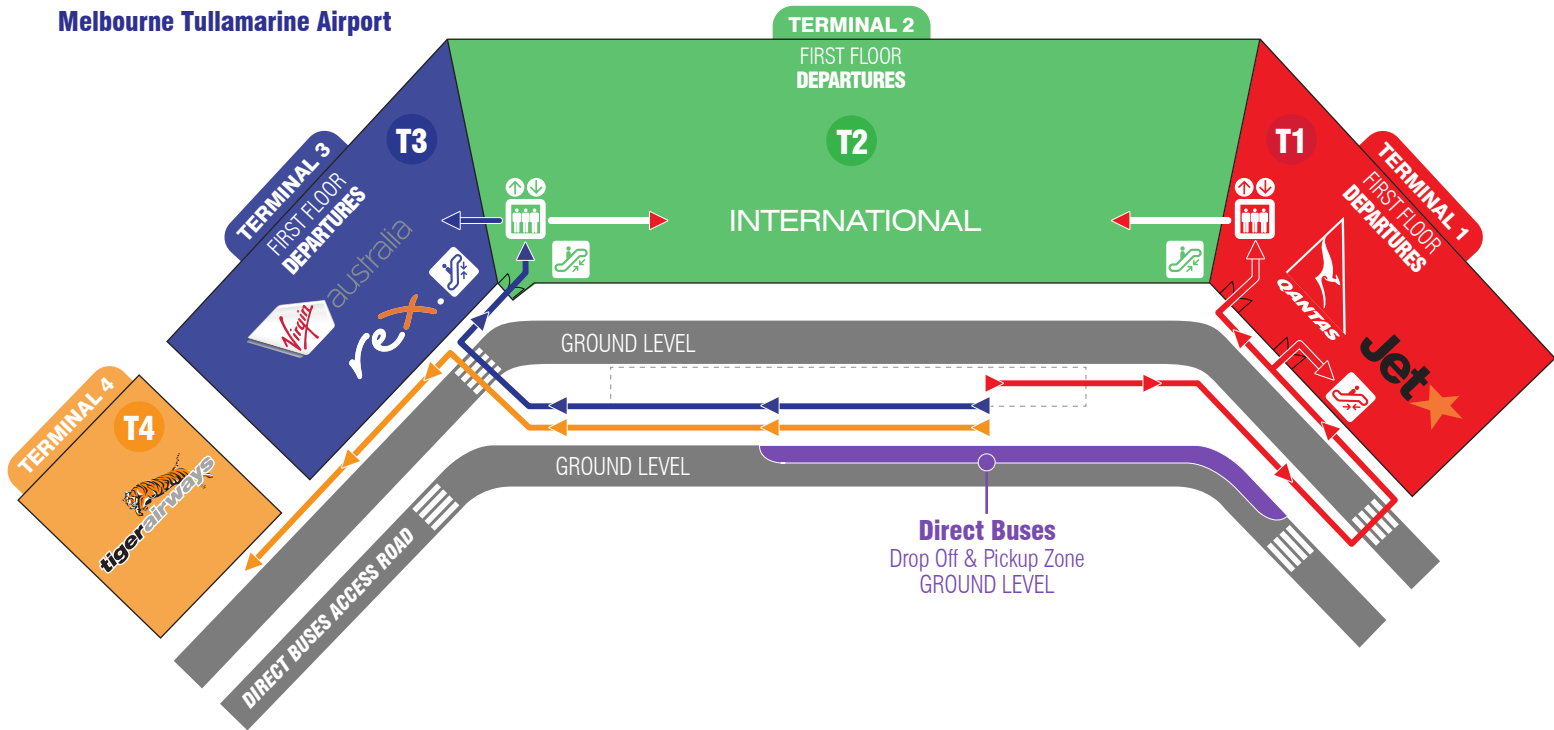 Melbourne Tullamarine Airport
TERMINAL 2
FIRST FLOOR
DEPARTURES
T2
INTERNATIONAL
TERMINAL 3
FIRST FLOOR
DEPARTURES
T3
Virgin australia
rex.
TERMINAL 1
FIRST FLOOR
DEPARTURES
T1
QANTAS
Jet
TERMINAL 4
T4
tigerairways
GROUND LEVEL
GROUND LEVEL
DIRECT BUSES ACCESS ROAD
Direct Buses
Drop Off & Pickup Zone
GROUND LEVEL